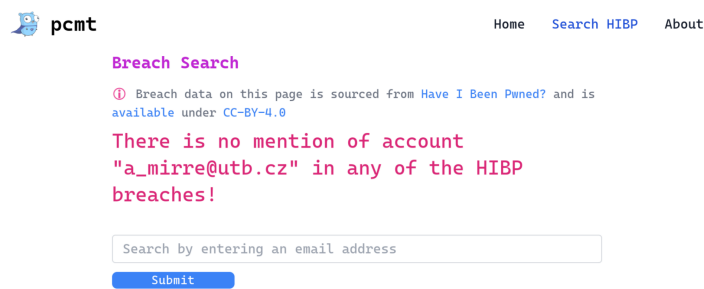 pcmt
Home Search HIBP About
Breach Search
Breach data on this page is sourced from Have I Been Pwned? and is
available under CC-BY-4.0
There is no mention of account
"a_mirre@utb.cz" in any of the HIBP
breaches!
Search by entering an email address
Submit